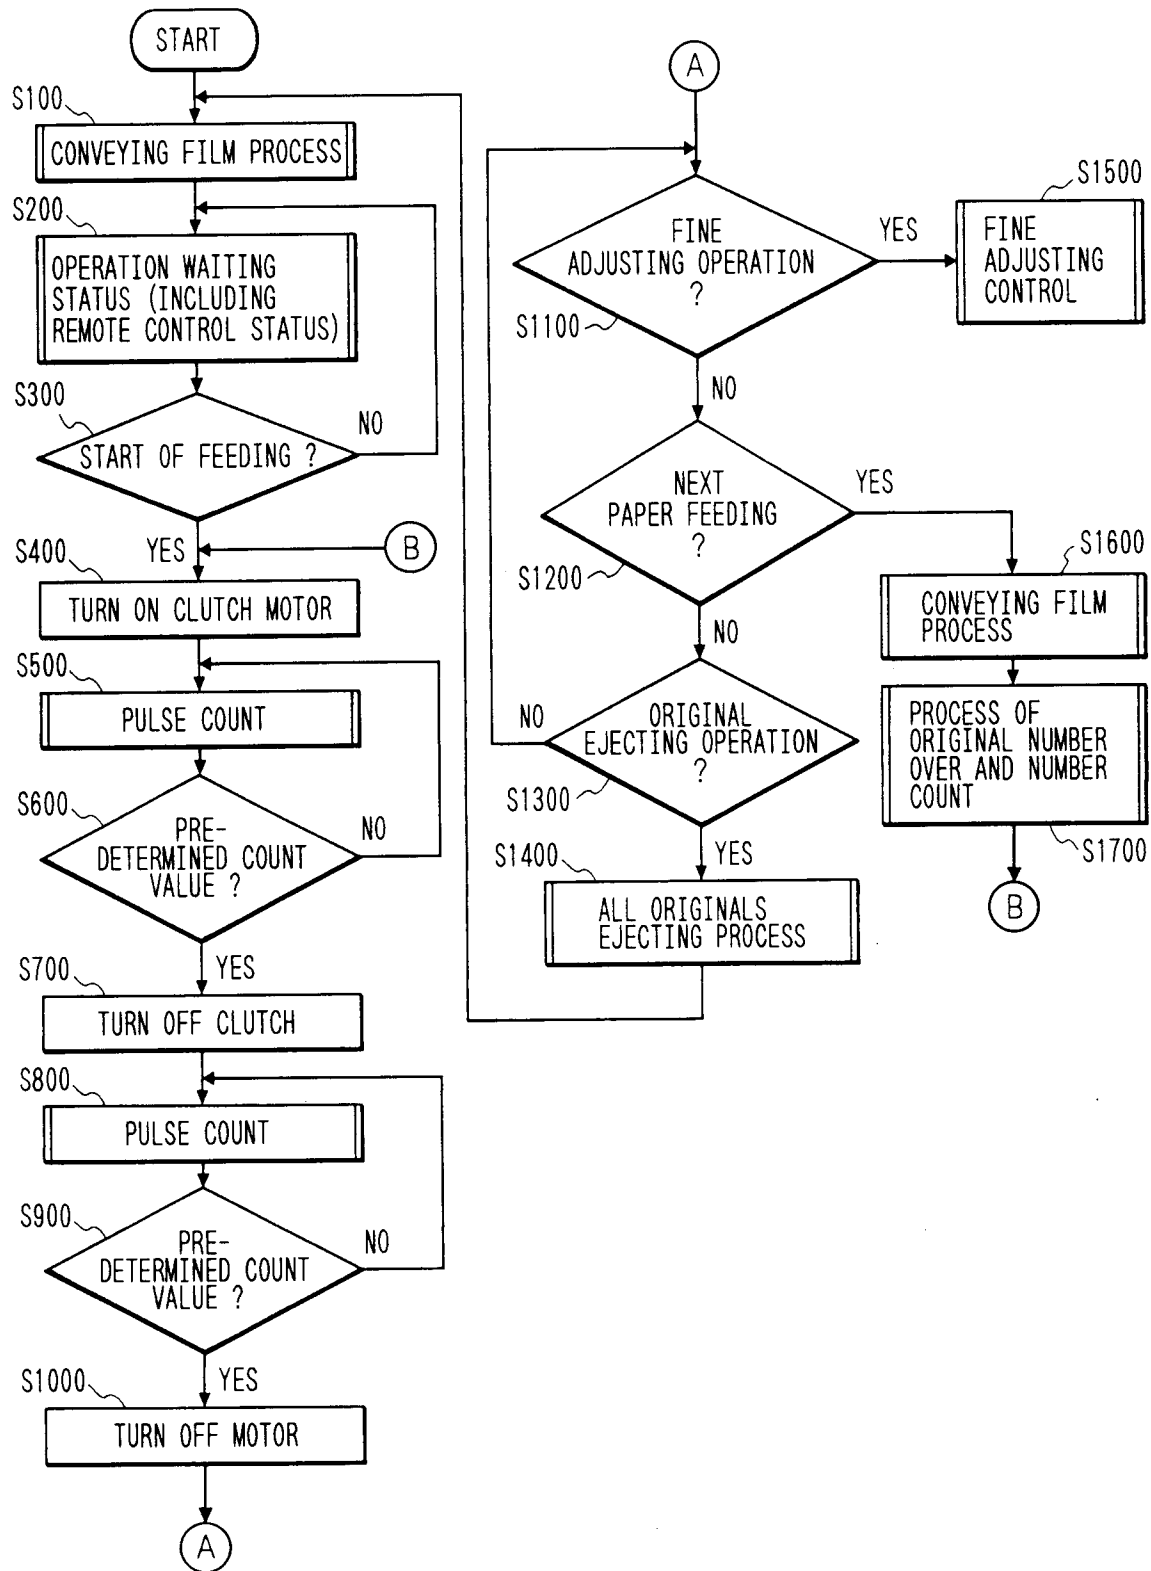 START
S100
CONVEYING FILM PROCESS
S200
OPERATION WAITING
STATUS (INCLUDING
REMOTE CONTROL STATUS)
S300
START OF FEEDING ?
NO
YES
B
S400
TURN ON CLUTCH MOTOR
S500
PULSE COUNT
S600
PRE-
DETERMINED COUNT
VALUE ?
NO
YES
S700
TURN OFF CLUTCH
S800
PULSE COUNT
S900
PRE-
DETERMINED COUNT
VALUE ?
NO
YES
S1000
TURN OFF MOTOR
A
A
FINE
ADJUSTING OPERATION
?
S1100
YES
S1500
FINE
ADJUSTING
CONTROL
NO
NEXT
PAPER FEEDING
?
S1200
YES
S1600
CONVEYING FILM
PROCESS
NO
ORIGINAL
EJECTING OPERATION
?
S1300
NO
PROCESS OF
ORIGINAL NUMBER
OVER AND NUMBER
COUNT
S1700
B
YES
S1400
ALL ORIGINALS
EJECTING PROCESS